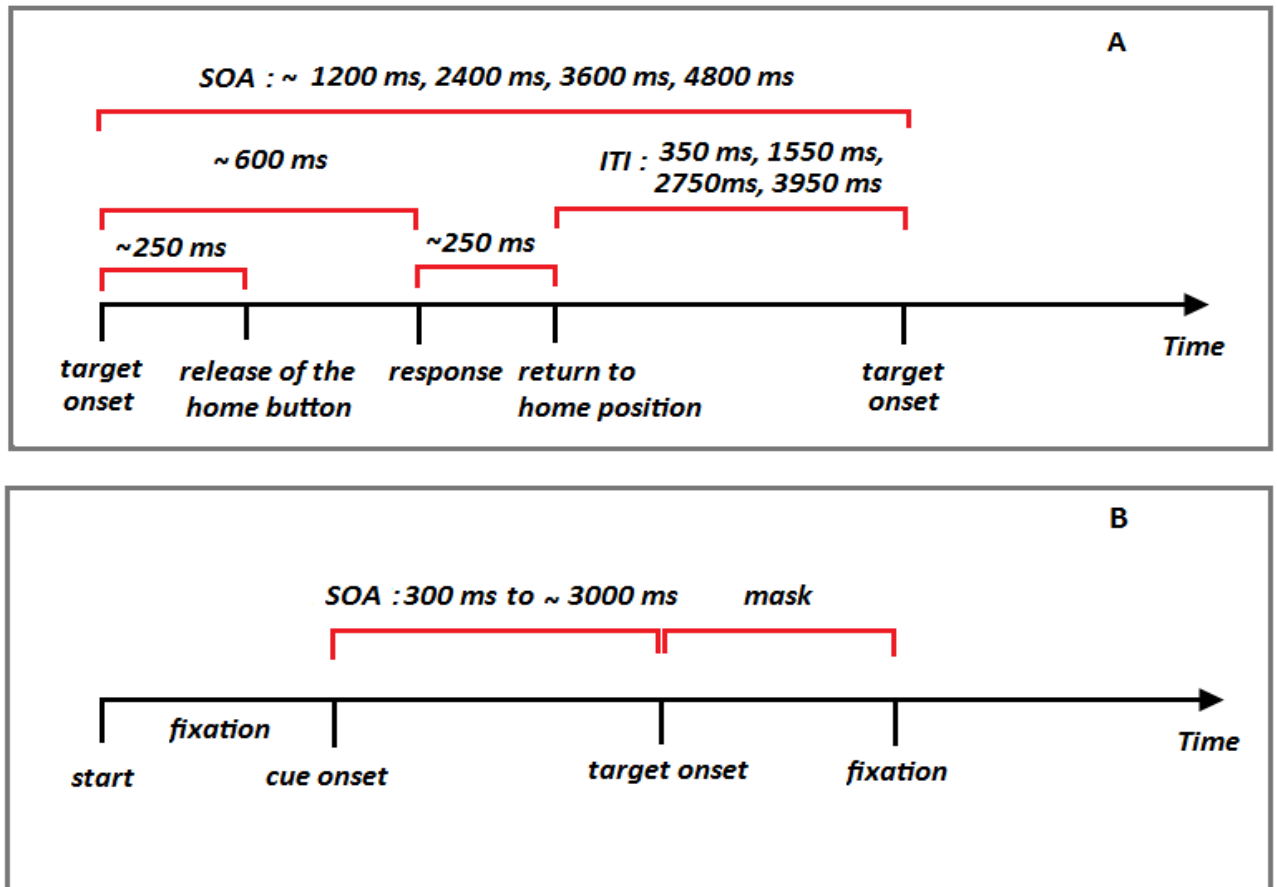 A
SOA : ~ 1200 ms, 2400 ms, 3600 ms, 4800 ms
~ 600 ms
ITI : 350 ms, 1550 ms,
2750ms, 3950 ms
~250 ms
~250 ms
Time
target
onset
release of the
home button
response
return to
home position
target
onset
B
SOA : 300 ms to ~ 3000 ms
mask
fixation
Time
start
cue onset
target onset
fixation